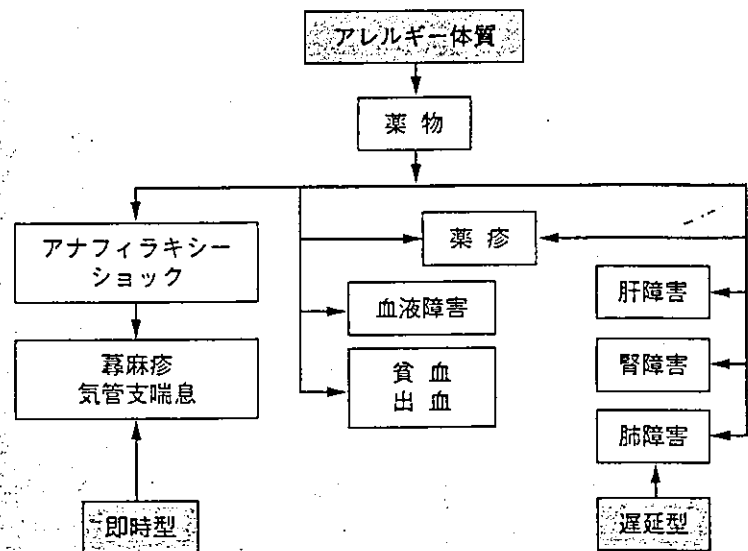 アレルギー体質
薬物
アナフィラキシー
ショック
薬疹
血液障害
肝障害
蕁麻疹
気管支喘息
貧血
出血
腎障害
肺障害
即時型
遅延型